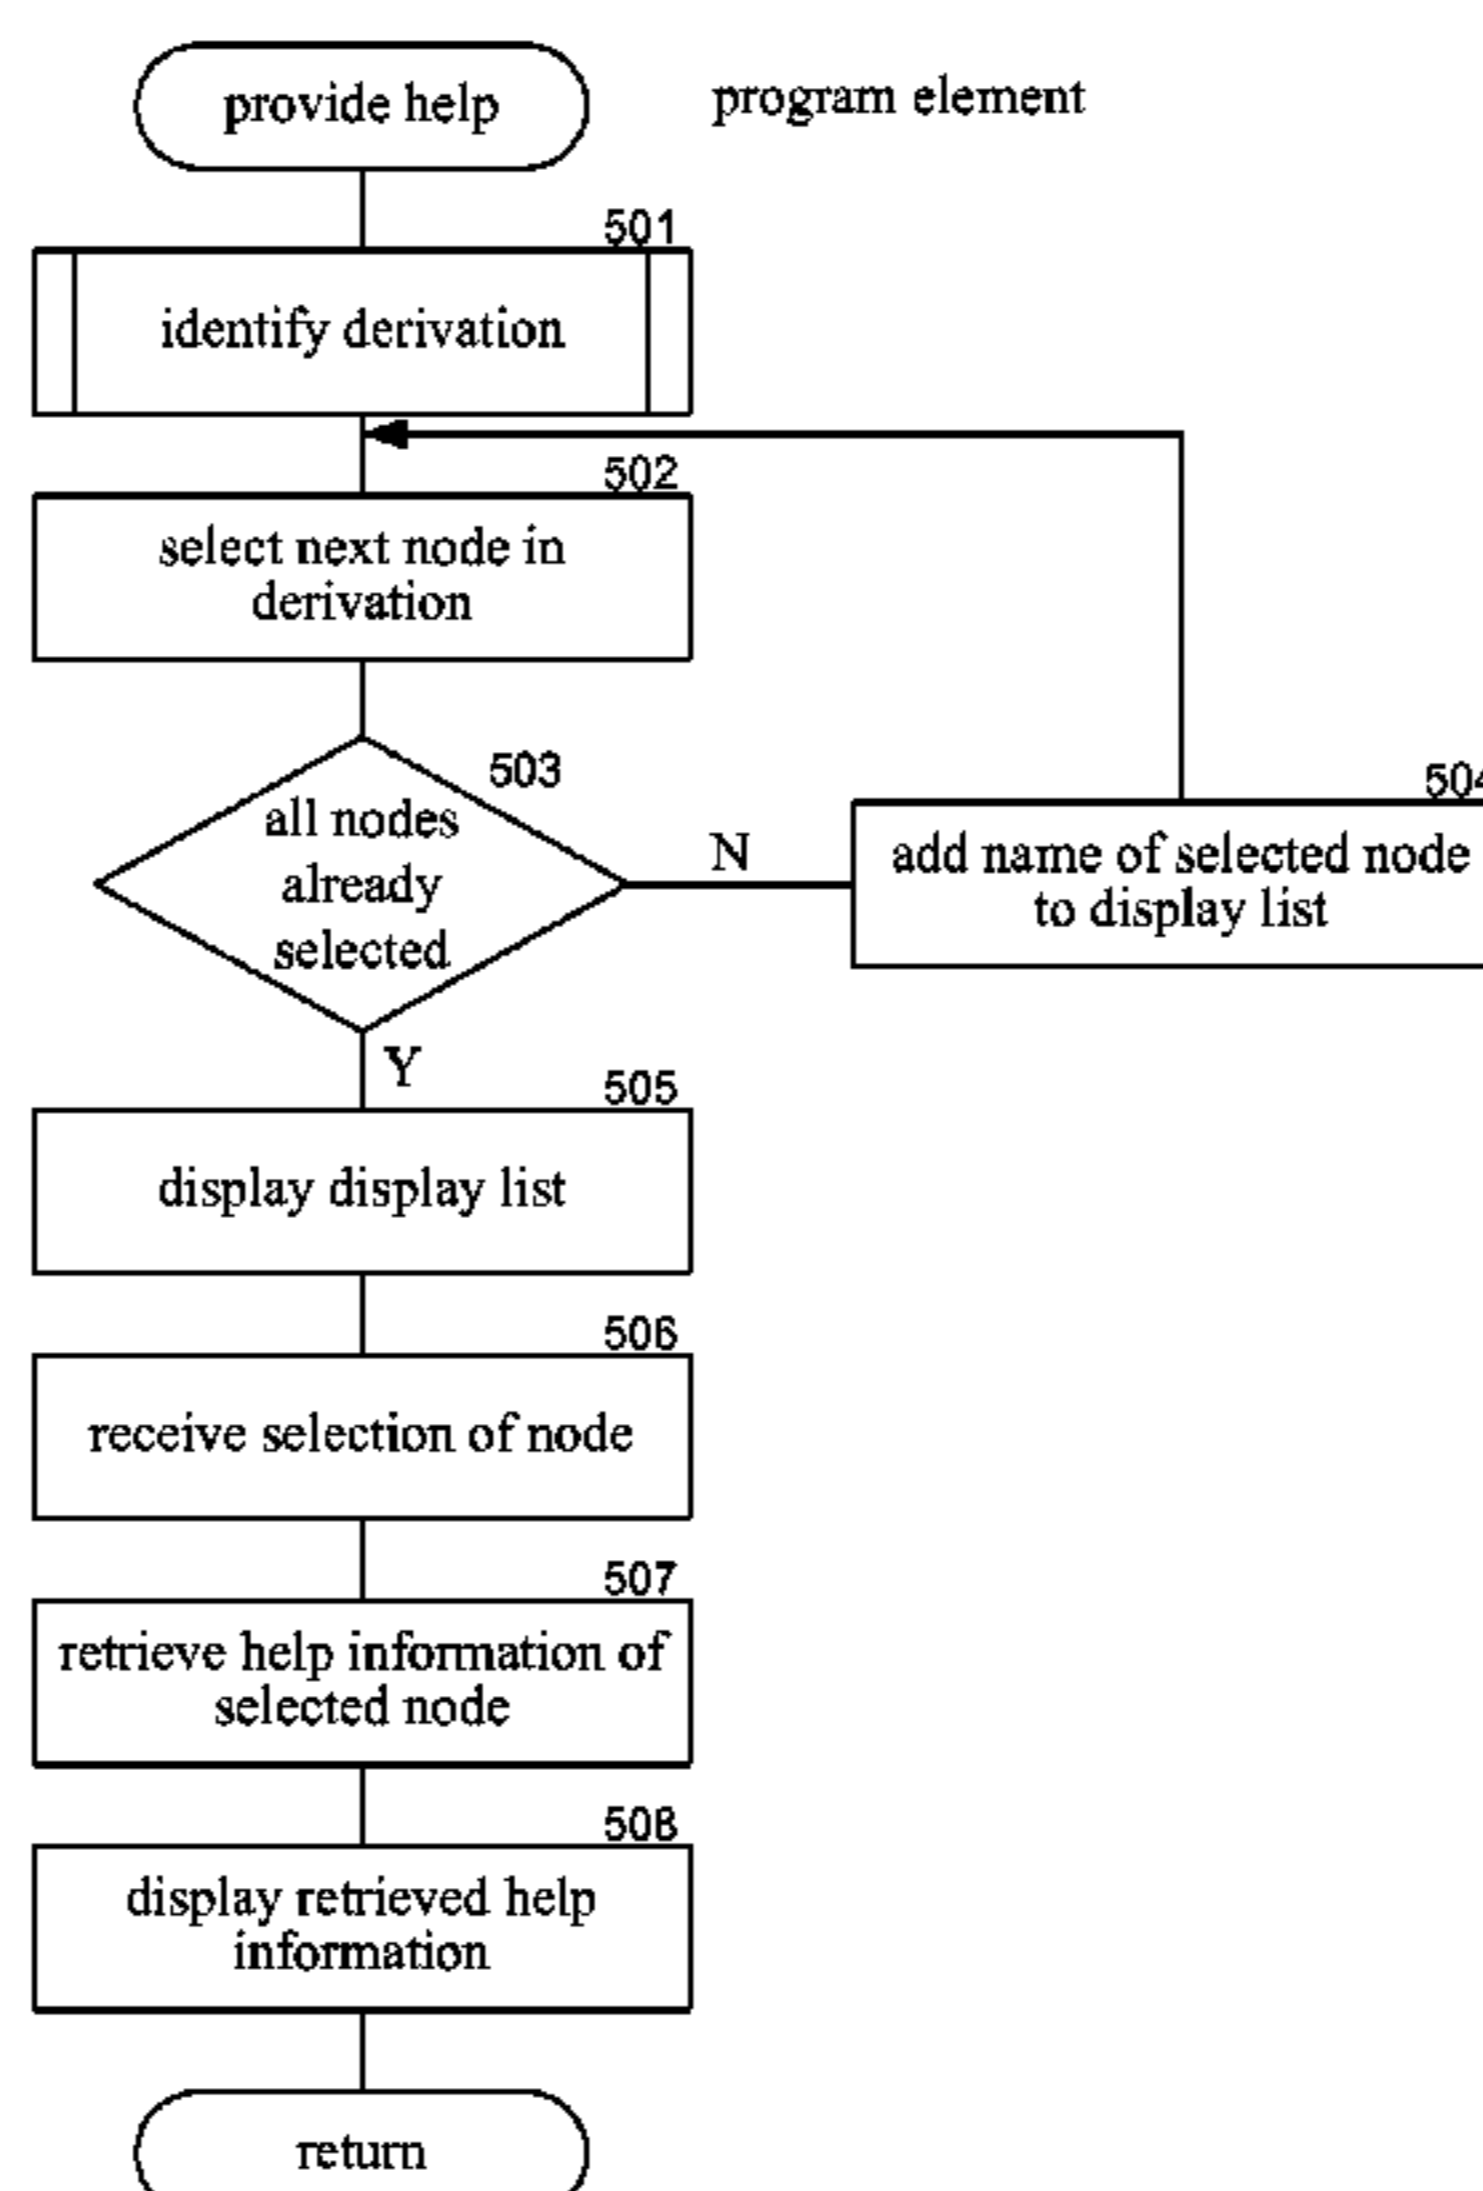 provide help
program element
501
identify derivation
502
select next node in
derivation
503
all nodes
already
selected
N
504
add name of selected node
to display list
Y
505
display display list
506
receive selection of node
507
retrieve help information of
selected node
508
display retrieved help
information
return